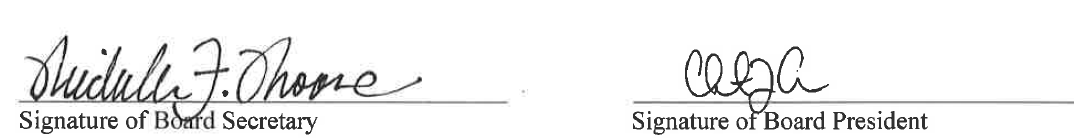 Michelle F. Moore
Signature of Board Secretary
Signature of Board President